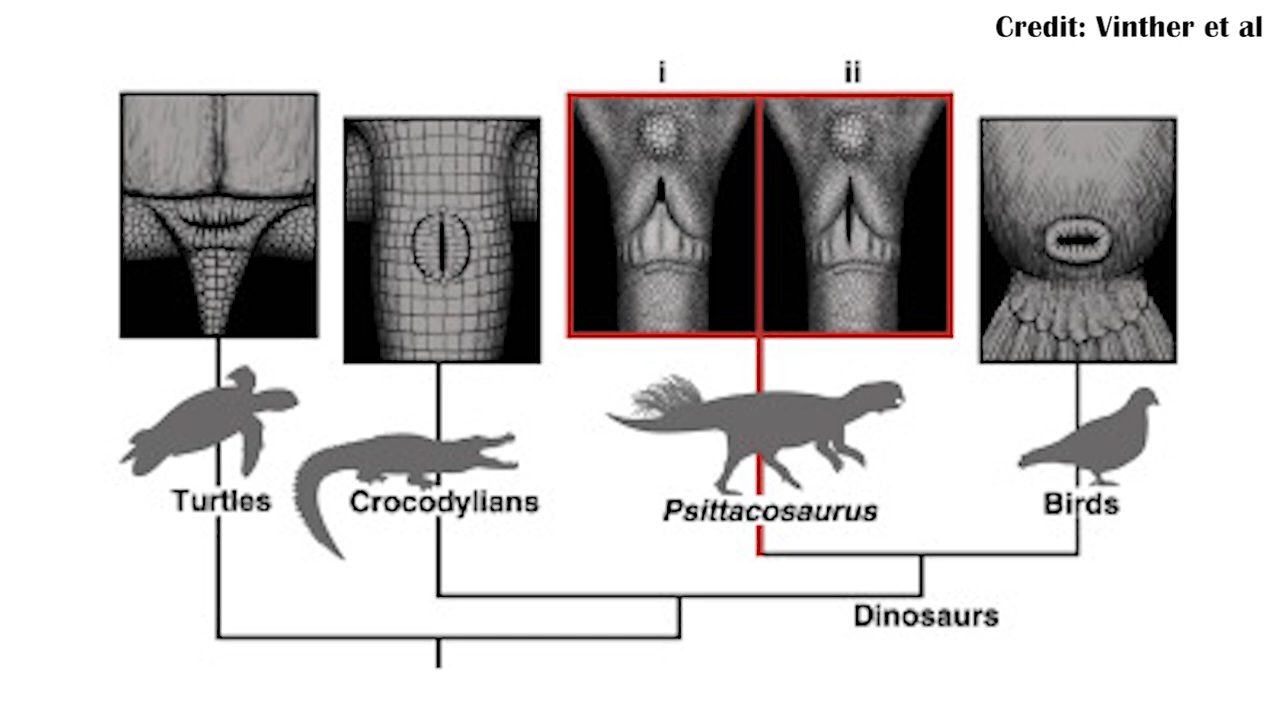 Credit: Vinther et al
i
ii
Turtles
Crocodylians
Psittacosaurus
Birds
Dinosaurs